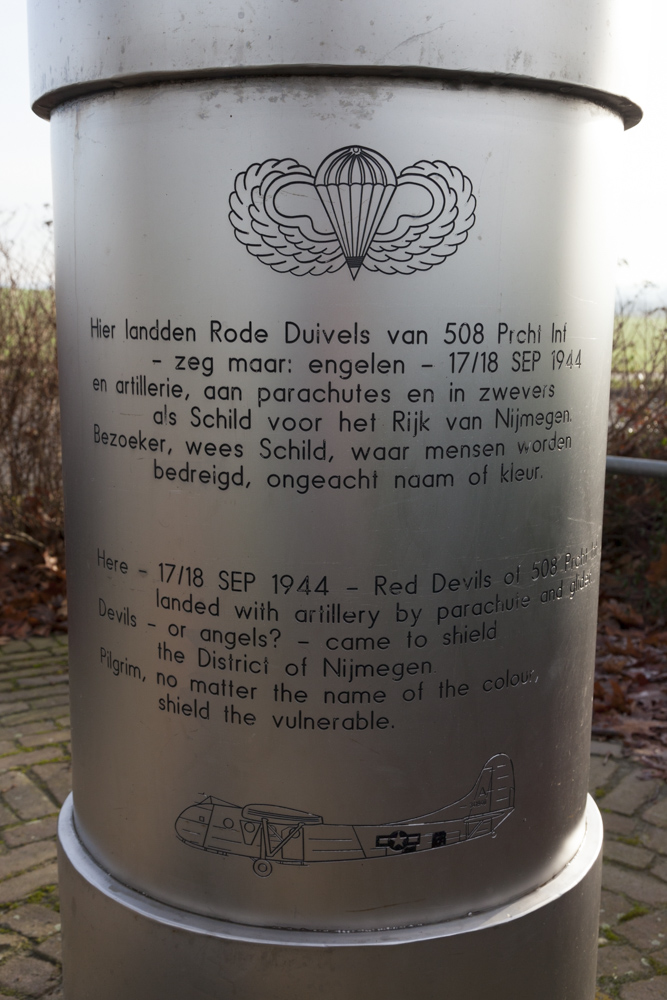 Hier landden Rode Duivels van 508 Prcht Inf
- zeg maar: engelen - 17/18 SEP 1944
en artillerie, aan parachutes en in zwevers
als Schild voor het Rijk van Nijmegen.
Bezoeker, wees Schild, waar mensen worden
bedreigd, ongeacht naam of kleur.
Here - 17/18 SEP 1944 - Red Devils of 508 Prcht
landed with artillery by parachute and glider.
Devils - or angels? - came to shield
the District of Nijmegen
Pilgrim, no matter the name of the colour,
shield the vulnerable.